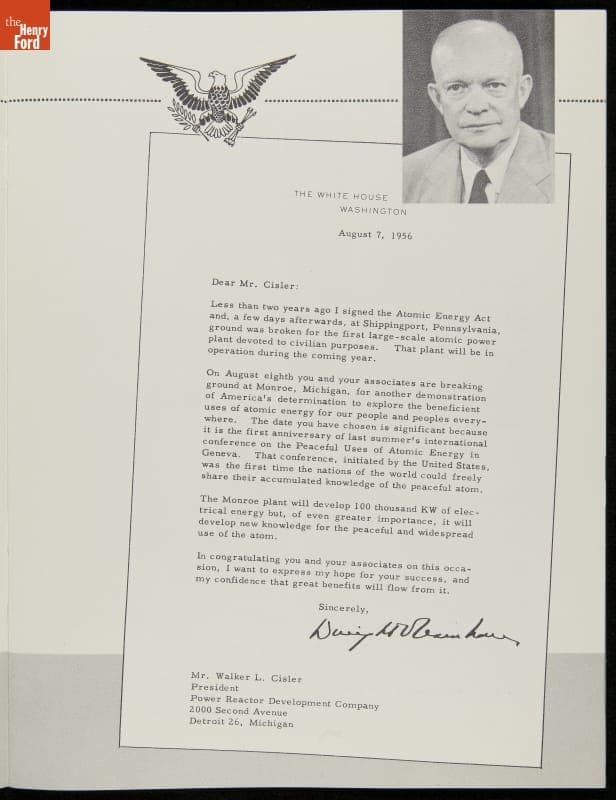 the
Henry
Ford
THE WHITE HOUSE
WASHINGTON
August 7, 1956
Dear Mr. Cisler:
Less than two years ago I signed the Atomic Energy Act
and, a few days afterwards, at Shippingport, Pennsylvania,
ground was broken for the first large-scale atomic power
plant devoted to civilian purposes. That plant will be in
operation during the coming year.
On August eighth you and your associates are breaking
ground at Monroe, Michigan, for another demonstration
of America's determination to explore the beneficient
uses of atomic energy for our people and peoples every-
where. The date you have chosen is significant because
it is the first anniversary of last summer's international
conference on the Peaceful Uses of Atomic Energy in
Geneva. That conference, initiated by the United States,
was the first time the nations of the world could freely
share their accumulated knowledge of the peaceful atom.
The Monroe plant will develop 100 thousand KW of elec-
trical energy but, of even greater importance, it will
develop new knowledge for the peaceful and widespread
use of the atom.
In congratulating you and your associates on this occa-
sion, I want to express my hope for your success, and
my confidence that great benefits will flow from it.
Sincerely,
Dwight D Eisenhower
Mr. Walker L. Cisler
President
Power Reactor Development Company
2000 Second Avenue
Detroit 26, Michigan